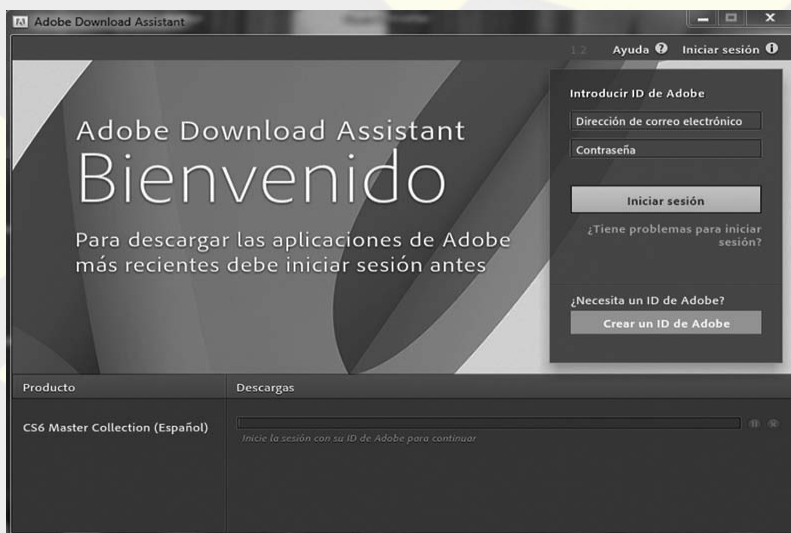 Adobe Download Assistant
1.2 Ayuda Iniciar sesión
Adobe Download Assistant
Bienvenido
Para descargar las aplicaciones de Adobe
más recientes debe iniciar sesión antes
Introducir ID de Adobe
Dirección de correo electrónico
Contraseña
Iniciar sesión
¿Tiene problemas para iniciar
sesión?
¿Necesita un ID de Adobe?
Crear un ID de Adobe
Producto Descargas
CS6 Master Collection (Español)
Inicie la sesión con su ID de Adobe para continuar